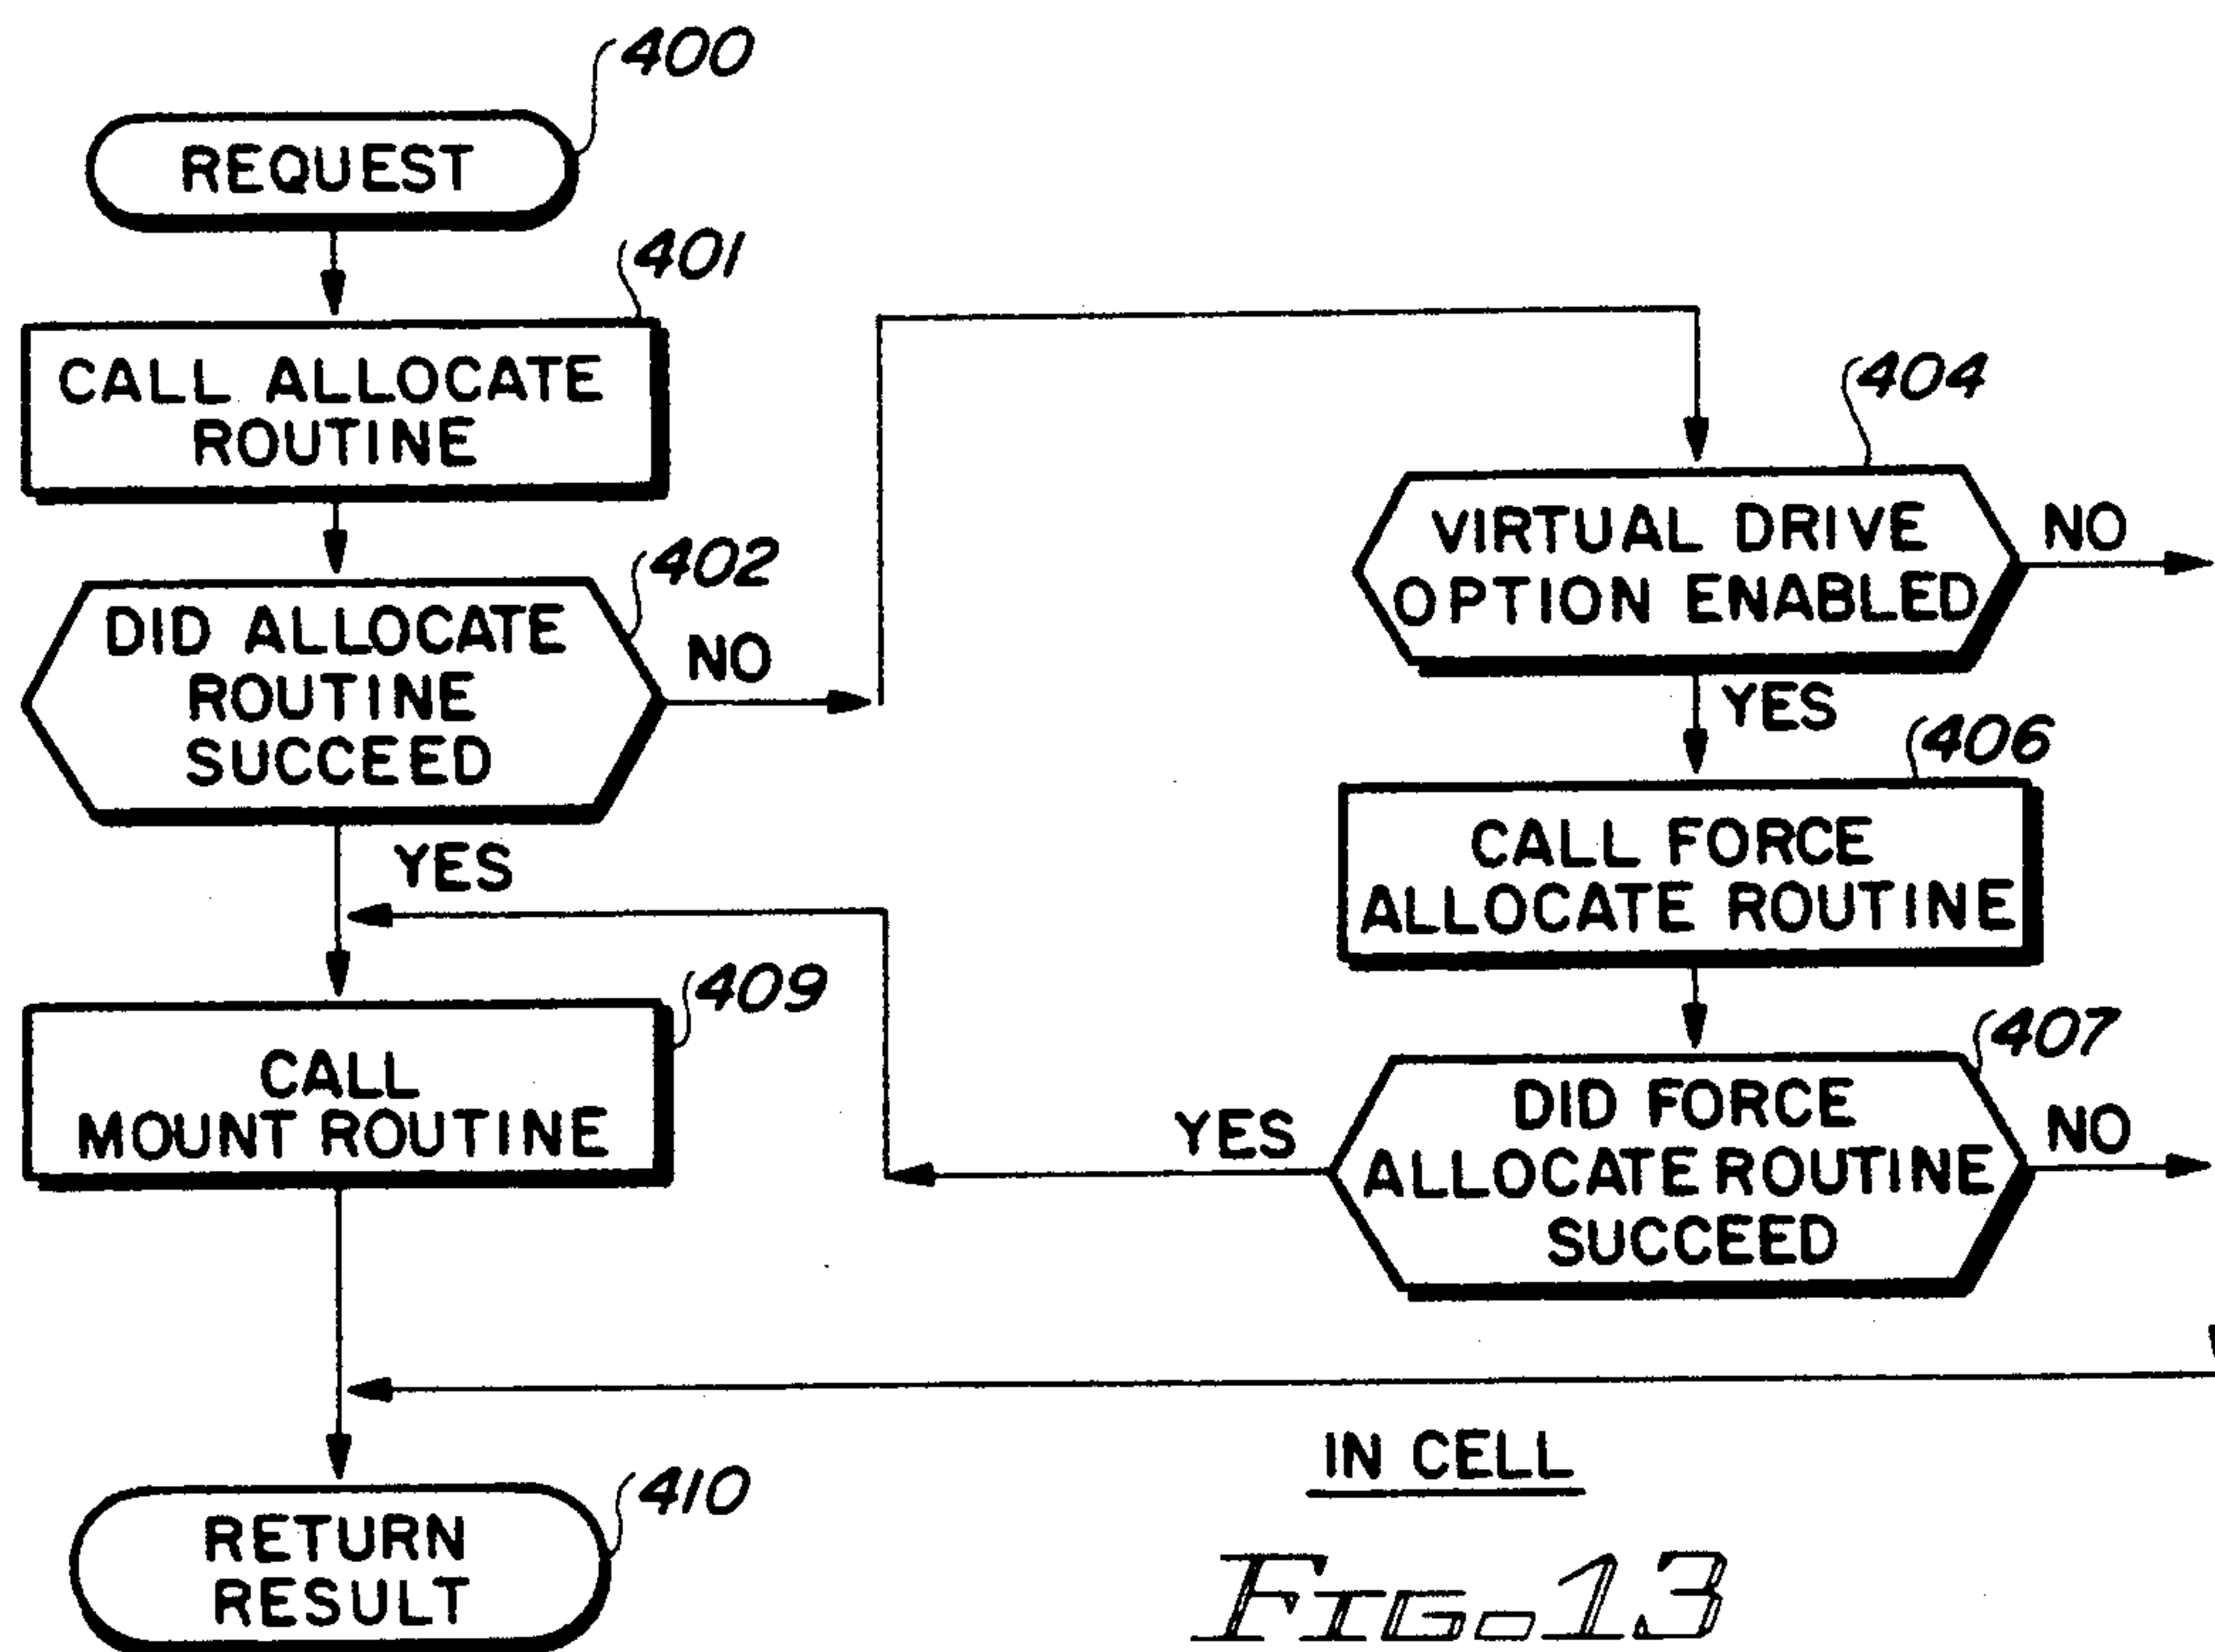 400
REQUEST
401
CALL ALLOCATE
ROUTINE
402
DID ALLOCATE
ROUTINE
SUCCEED
NO
YES
404
VIRTUAL DRIVE
OPTION ENABLED
NO
YES
406
CALL FORCE
ALLOCATE ROUTINE
407
DID FORCE
ALLOCATE ROUTINE
SUCCEED
NO
YES
409
CALL
MOUNT ROUTINE
410
RETURN
RESULT
IN CELL
FIG. 13